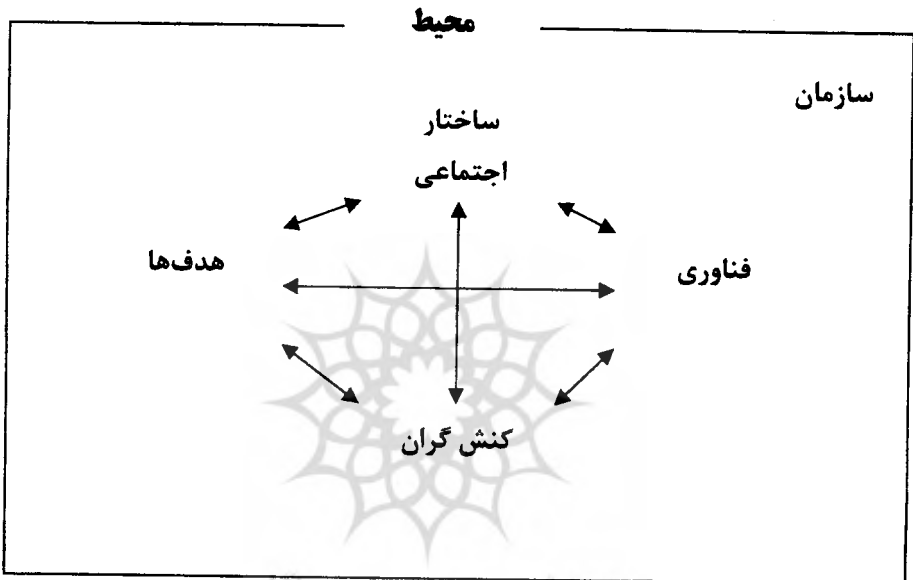 محیط
سازمان
ساختار
اجتماعی
فناوری
هدف‌ها
کنش گران